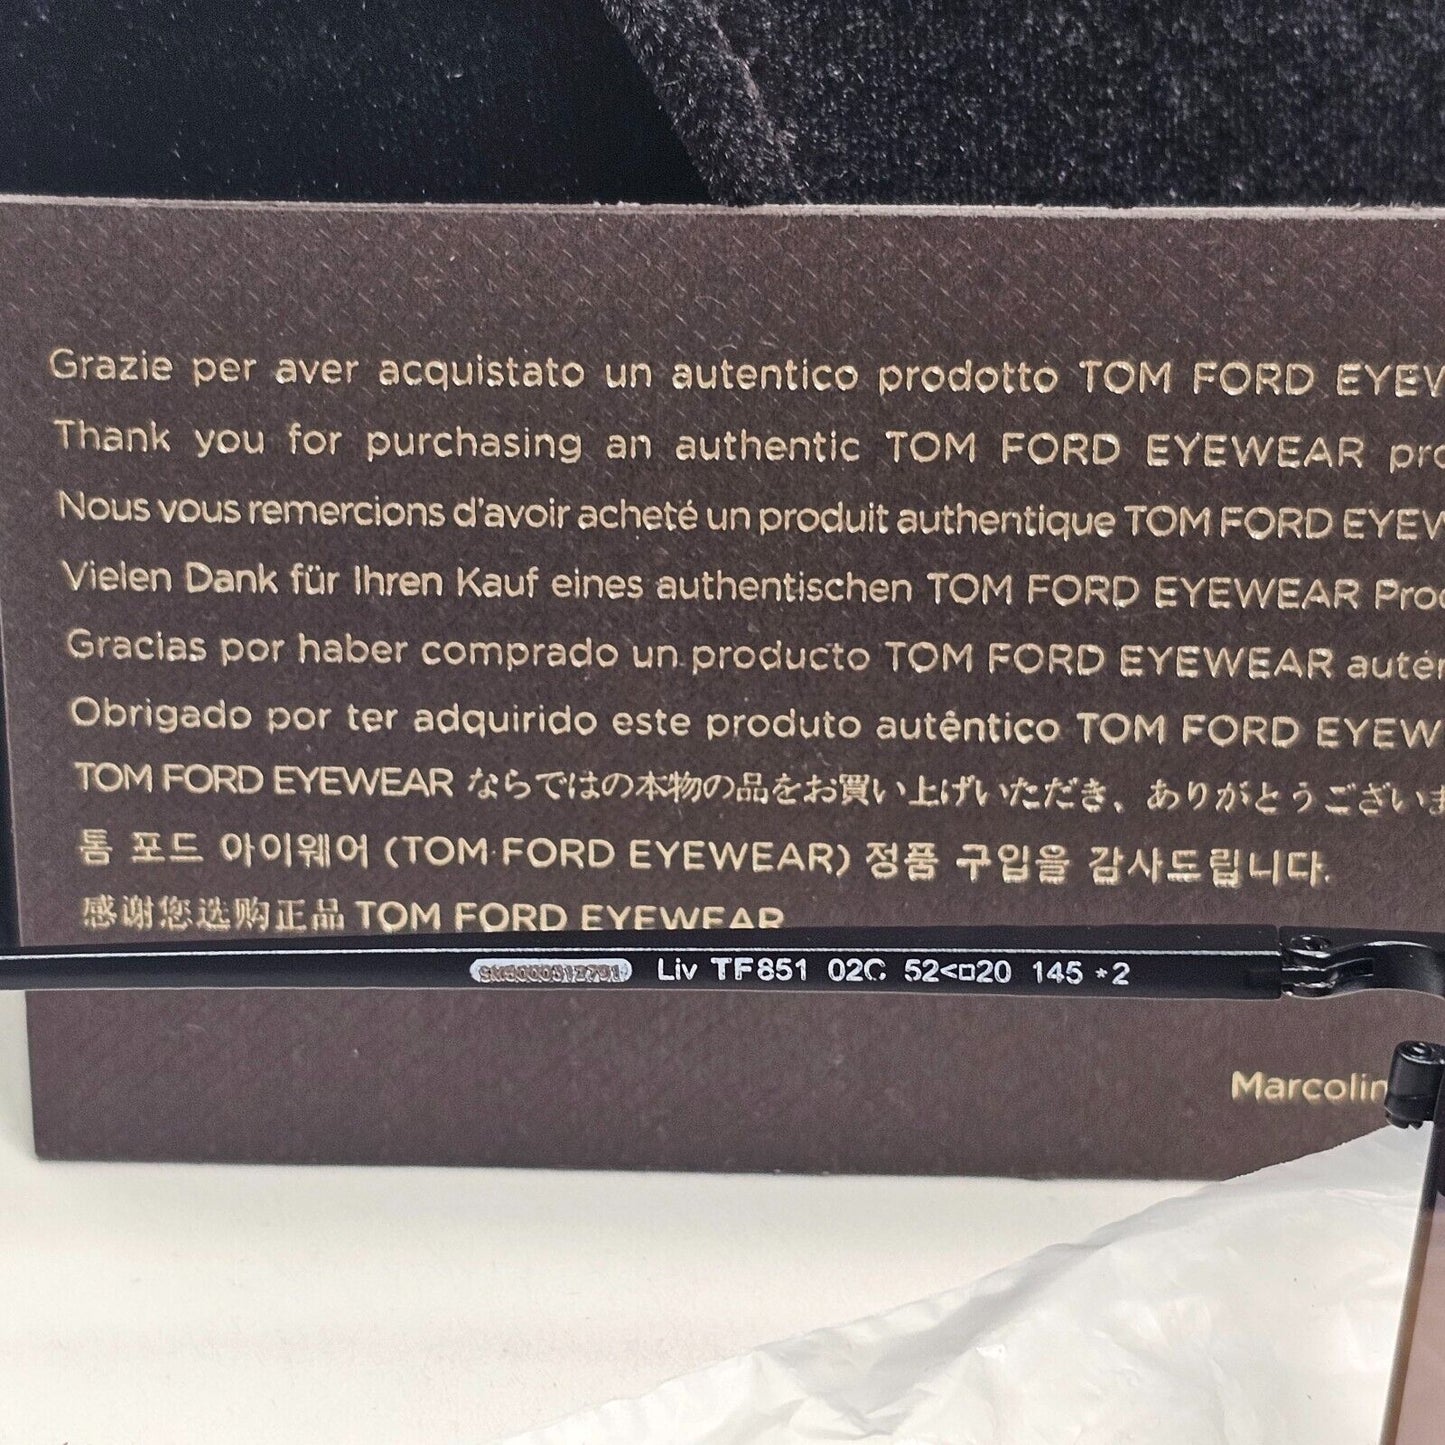 Grazie per aver acquistato un autentico prodotto TOM FORD
Thank you for purchasing an authentic TOM FORD EYEWEAR
Nous vous remercions d'avoir acheté un produit authentique TOM FORD
Vielen Dank für Ihren Kauf eines authentischen TOM FORD EYEWEAR
Gracias por haber comprado un producto TOM FORD EYEWEAR
Obrigado por ter adquirido este produto autêntico TOM FORD
TOM FORD EYEWEAR ならではの本物の品をお買い上げいただき、ありがとうございま
톰 포드 아이웨어 (TOM FORD EYEWEAR) 정품 구입을 감사드립니다.
感谢您选购正品 TOM FORD EYEWEAR
Liv TF851 02C 52<□20 145 *2
Marcolin